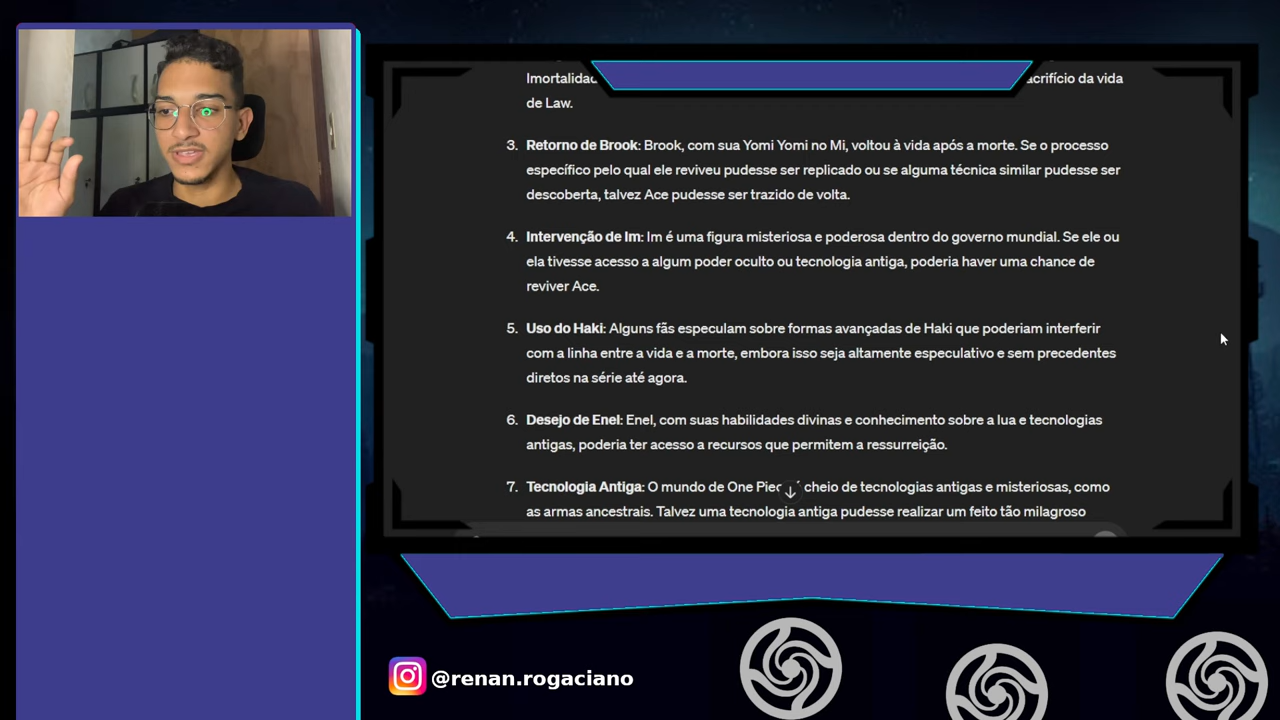 Imortalidad
acrifício da vida
de Law.
3. Retorno de Brook: Brook, com sua Yomi Yomi no Mi, voltou à vida após a morte. Se o processo
específico pelo qual ele reviveu pudesse ser replicado ou se alguma técnica similar pudesse ser
descoberta, talvez Ace pudesse ser trazido de volta.
4. Intervenção de Im: Im é uma figura misteriosa e poderosa dentro do governo mundial. Se ele ou
ela tivesse acesso a algum poder oculto ou tecnologia antiga, poderia haver uma chance de
reviver Ace.
5. Uso do Haki: Alguns fãs especulam sobre formas avançadas de Haki que poderiam interferir
com a linha entre a vida e a morte, embora isso seja altamente especulativo e sem precedentes
diretos na série até agora.
6. Desejo de Enel: Enel, com suas habilidades divinas e conhecimento sobre a lua e tecnologias
antigas, poderia ter acesso a recursos que permitem a ressurreição.
7. Tecnologia Antiga: O mundo de One Piec cheio de tecnologias antigas e misteriosas, como
as armas ancestrais. Talvez uma tecnologia antiga pudesse realizar um feito tão milagroso
@renan.rogaciano